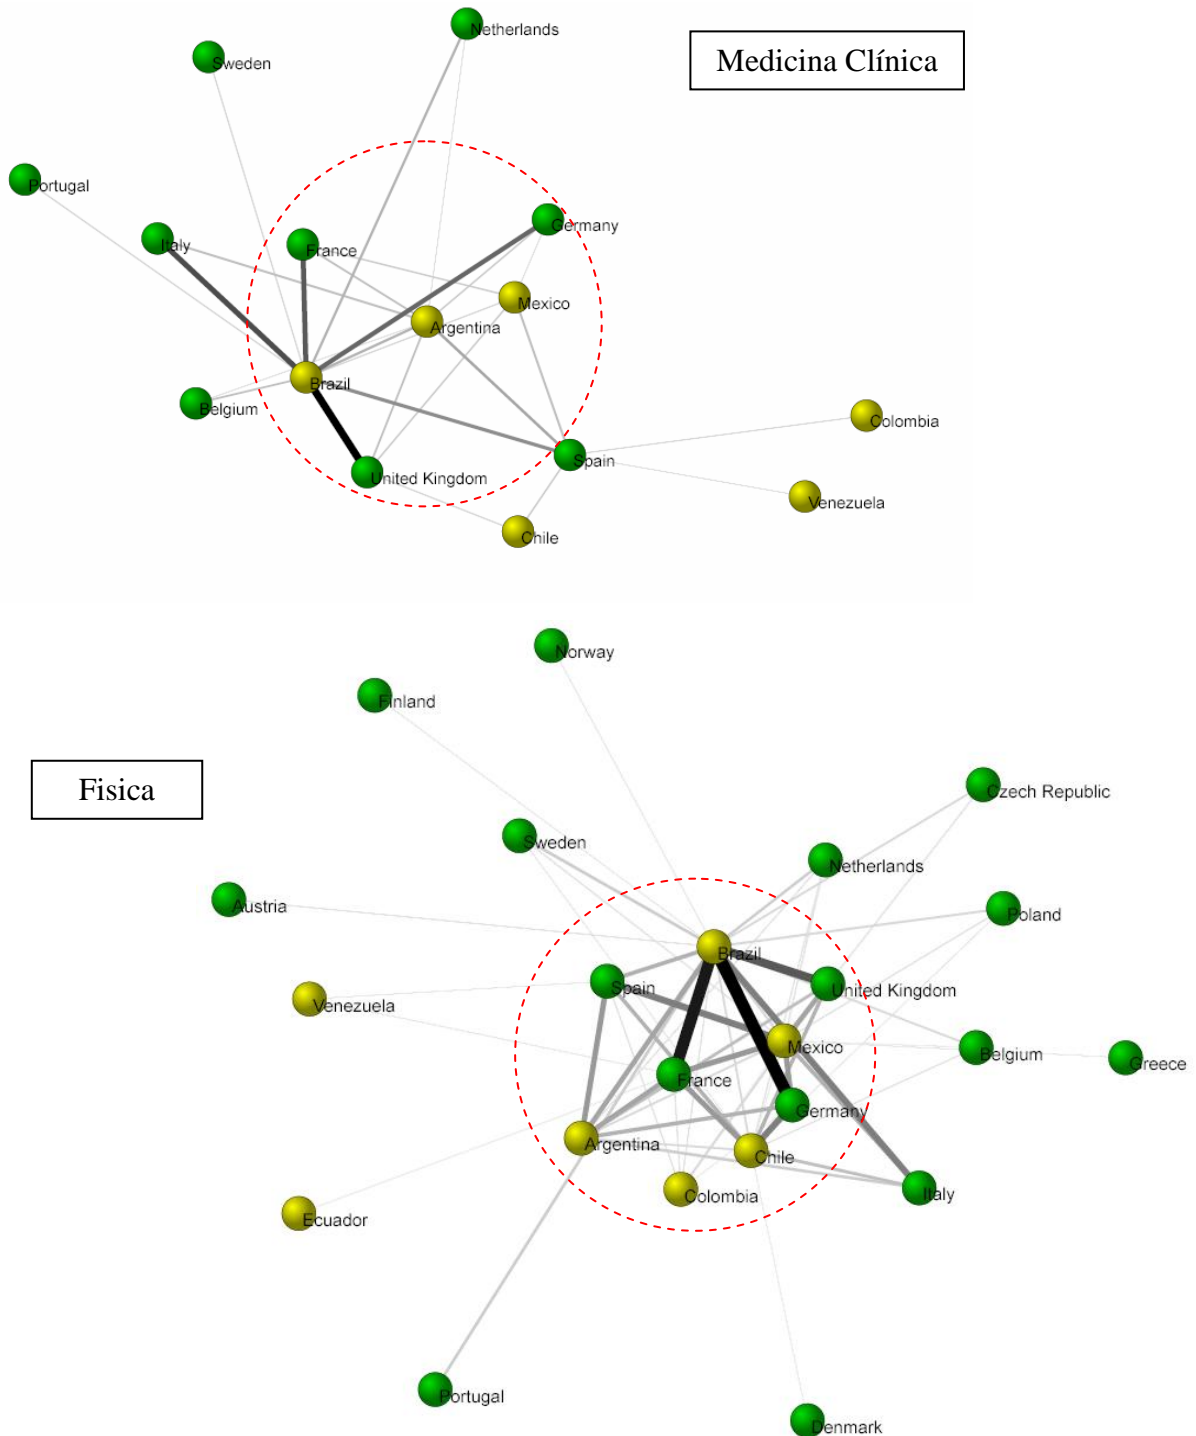 Netherlands
Medicina Clínica
Sweden
Portugal
Germany
Italy
France
Mexico
Argentina
Brazil
Belgium
Colombia
Spain
United Kingdom
Venezuela
Chile
Norway
Finland
Fisica
Czech Republic
Sweden
Netherlands
Austria
Poland
Brazil
Spain
United Kingdom
Venezuela
Mexico
Belgium
Greece
France
Germany
Argentina
Chile
Colombia
Italy
Ecuador
Portugal
Denmark